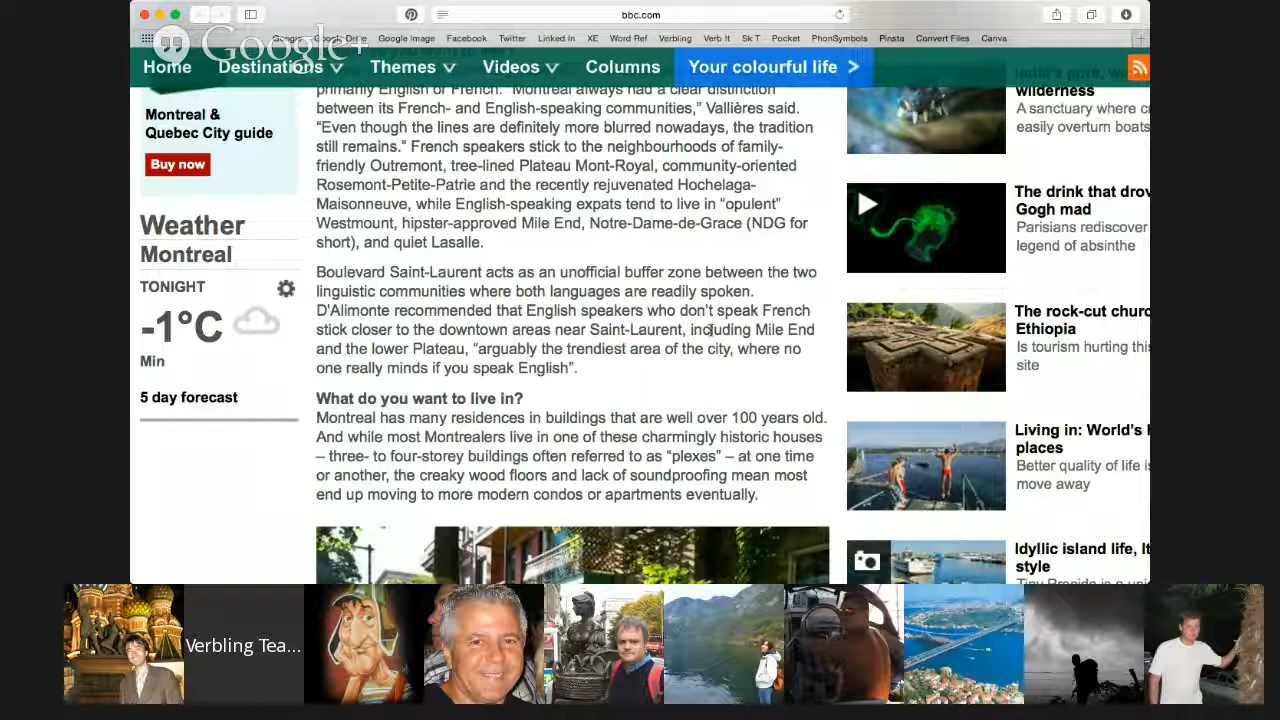 bbc.com
Google Google Drive Google Image Facebook Twitter Linked In XE Word Ref Verbling Verb It Sk T Pocket PhonSymbols Pinsta Convert Files Canva
Google+
Home Destinations Themes Videos Columns Your colourful life >
Montreal &
Quebec City guide
Buy now
Weather
Montreal
TONIGHT
-1°C
Min
5 day forecast
primarily English or French. “Montreal always had a clear distinction
between its French- and English-speaking communities,” Vallières said.
“Even though the lines are definitely more blurred nowadays, the tradition
still remains.” French speakers stick to the neighbourhoods of family-
friendly Outremont, tree-lined Plateau Mont-Royal, community-oriented
Rosemont-Petite-Patrie and the recently rejuvenated Hochelaga-
Maisonneuve, while English-speaking expats tend to live in “opulent”
Westmount, hipster-approved Mile End, Notre-Dame-de-Grace (NDG for
short), and quiet Lasalle.
Boulevard Saint-Laurent acts as an unofficial buffer zone between the two
linguistic communities where both languages are readily spoken.
D'Alimonte recommended that English speakers who don't speak French
stick closer to the downtown areas near Saint-Laurent, including Mile End
and the lower Plateau, “arguably the trendiest area of the city, where no
one really minds if you speak English”.
What do you want to live in?
Montreal has many residences in buildings that are well over 100 years old.
And while most Montrealers live in one of these charmingly historic houses
– three- to four-storey buildings often referred to as “plexes” – at one time
or another, the creaky wood floors and lack of soundproofing mean most
end up moving to more modern condos or apartments eventually.
wilderness
A sanctuary where cr
easily overturn boats
The drink that drov
Gogh mad
Parisians rediscover
legend of absinthe
The rock-cut churc
Ethiopia
Is tourism hurting this
site
Living in: World's h
places
Better quality of life is
move away
Idyllic island life, It
style
Verbling Tea...